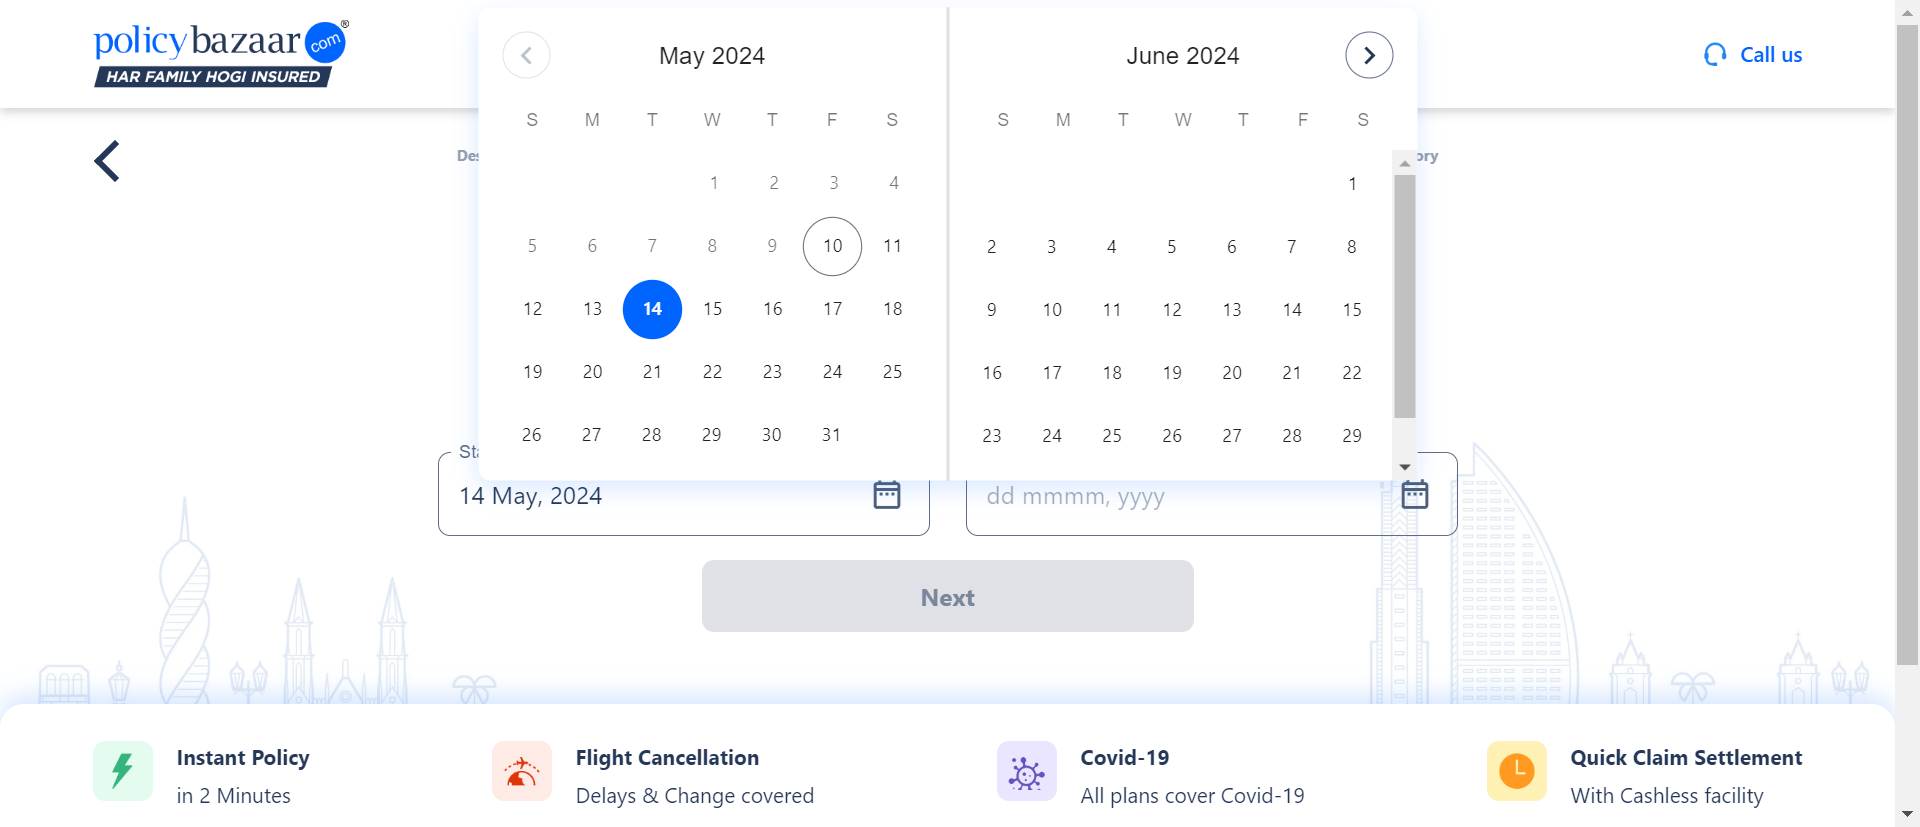 policybazaar com ®
HAR FAMILY HOGI INSURED
Call us
May 2024
S M T W T F S
1 2 3 4
5 6 7 8 9 10 11
12 13 14 15 16 17 18
19 20 21 22 23 24 25
26 27 28 29 30 31
June 2024
S M T W T F S
1
2 3 4 5 6 7 8
9 10 11 12 13 14 15
16 17 18 19 20 21 22
23 24 25 26 27 28 29
14 May, 2024
dd mmmm, yyyy
Next
Instant Policy
in 2 Minutes
Flight Cancellation
Delays & Change covered
Covid-19
All plans cover Covid-19
Quick Claim Settlement
With Cashless facility